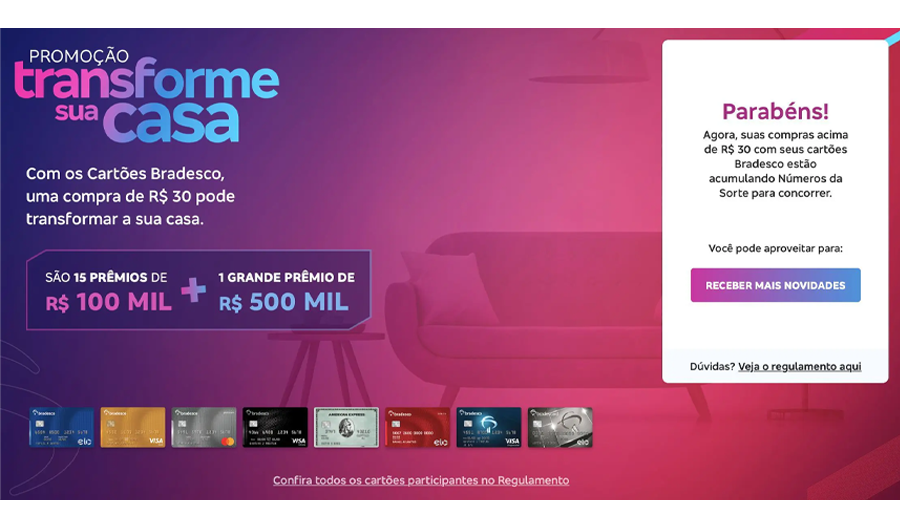 PROMOÇÃO
transforme
sua casa
Com os Cartões Bradesco,
uma compra de R$ 30 pode
transformar a sua casa.
SÃO 15 PRÊMIOS DE
R$ 100 MIL
+
1 GRANDE PRÊMIO DE
R$ 500 MIL
Parabéns!
Agora, suas compras acima
de R$ 30 com seus cartões
Bradesco estão
acumulando Números da
Sorte para concorrer.
Você pode aproveitar para:
RECEBER MAIS NOVIDADES
Dúvidas? Veja o regulamento aqui
bradesco
elo
bradesco
VISA
bradesco
bradesco
VISA
AMERICAN EXPRESS
bradesco
elo
bradesco
VISA
bradesco
elo
Confira todos os cartões participantes no Regulamento